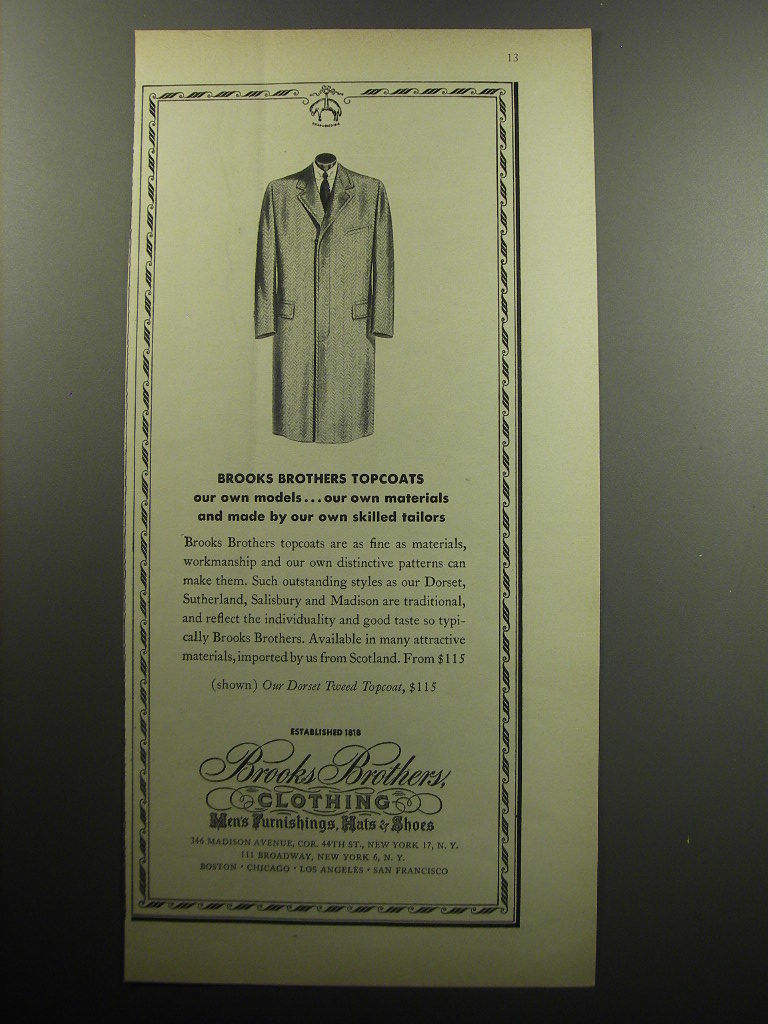 13
BROOKS BROTHERS TOPCOATS
our own models...our own materials
and made by our own skilled tailors
Brooks Brothers topcoats are as fine as materials,
workmanship and our own distinctive patterns can
make them. Such outstanding styles as our Dorset,
Sutherland, Salisbury and Madison are traditional,
and reflect the individuality and good taste so typi-
cally Brooks Brothers. Available in many attractive
materials, imported by us from Scotland. From $115
(shown) Our Dorset Tweed Topcoat, $115
ESTABLISHED 1818
Brooks Brothers,
CLOTHING
Men's Furnishings, Hats & Shoes
346 MADISON AVENUE, COR. 44TH ST., NEW YORK 17, N. Y.
111 BROADWAY, NEW YORK 6, N. Y.
BOSTON • CHICAGO • LOS ANGELES • SAN FRANCISCO